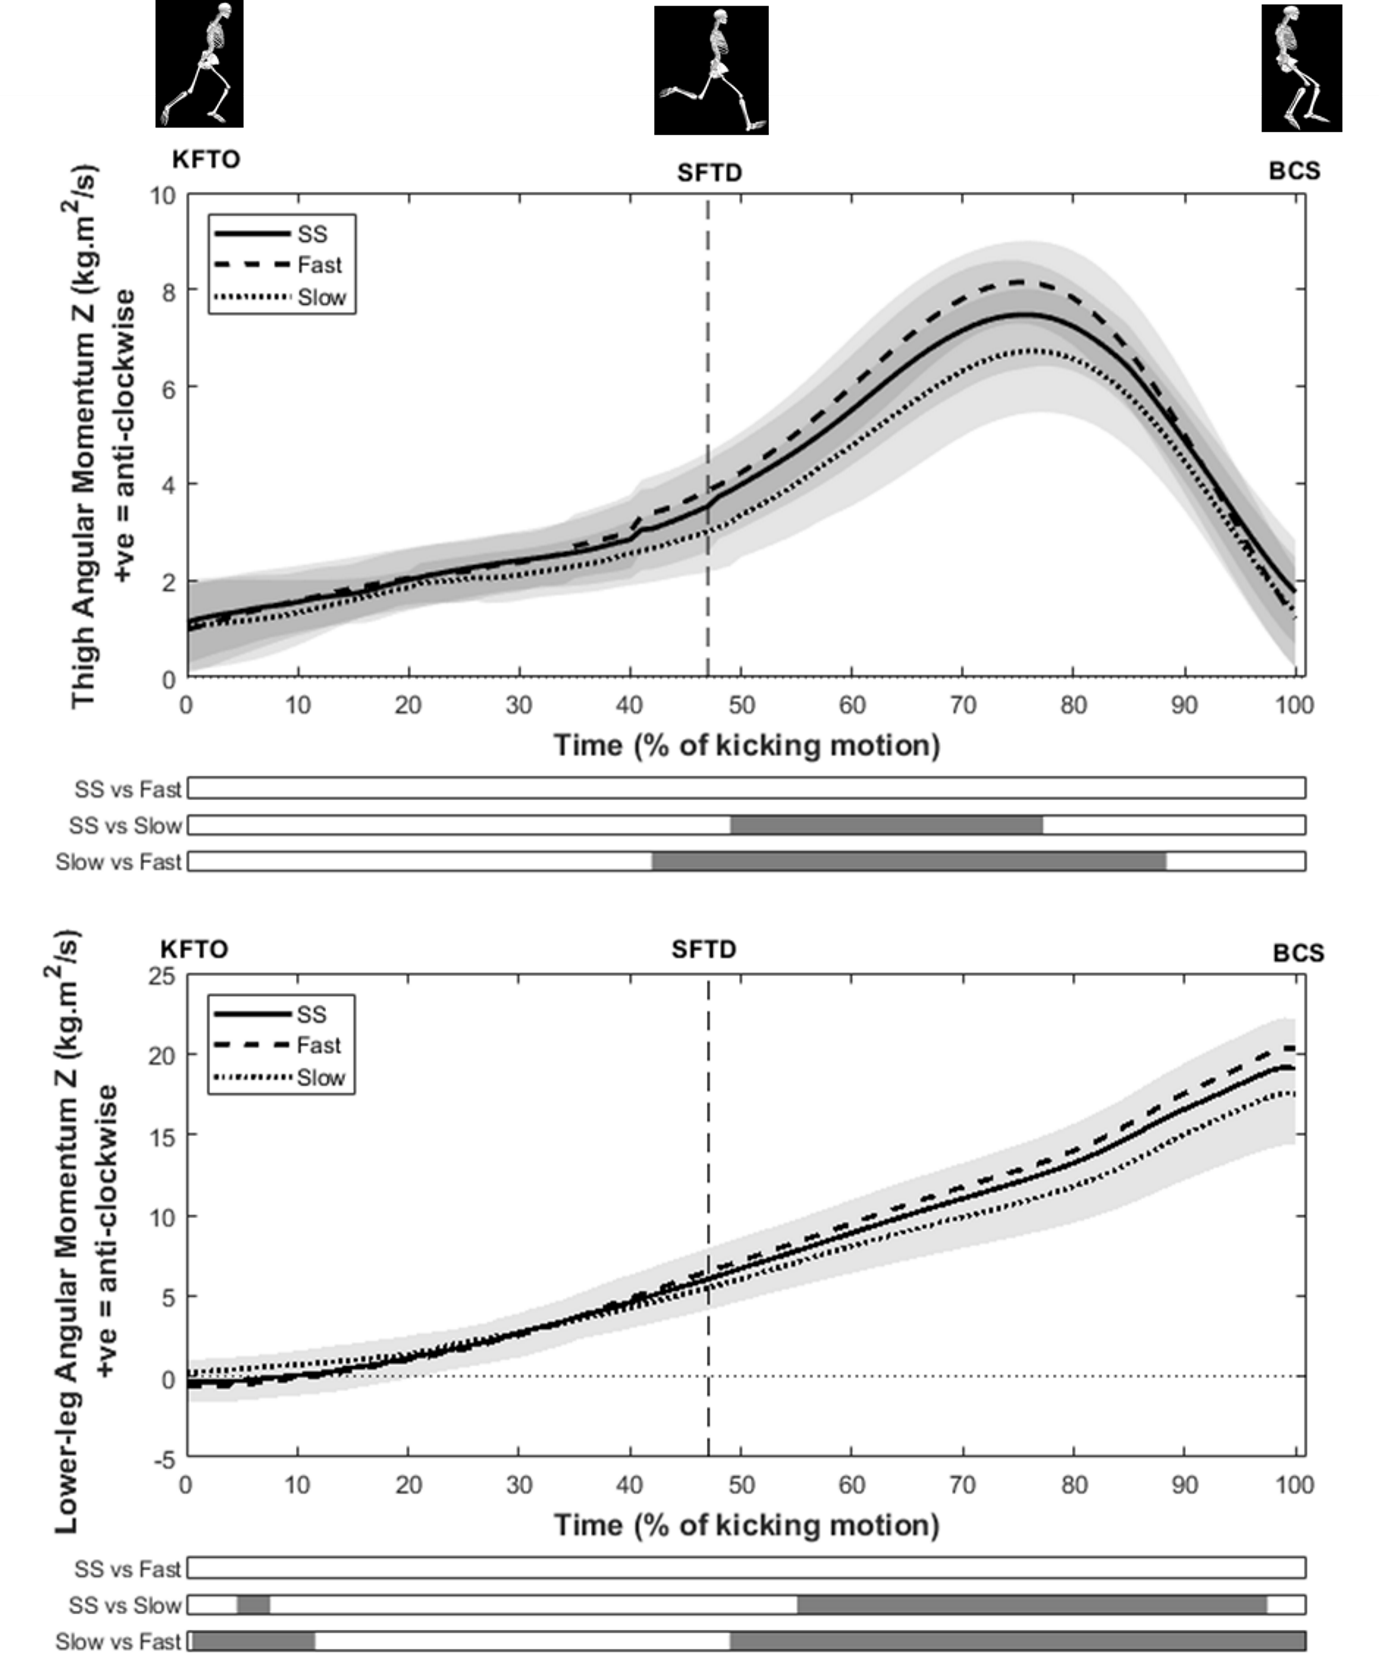 KFTO SFTD BCS
Thigh Angular Momentum Z (kg.m²/s)
+ve = anti-clockwise
10
8
6
4
2
0
SS
Fast
Slow
0 10 20 30 40 50 60 70 80 90 100
Time (% of kicking motion)
SS vs Fast
SS vs Slow
Slow vs Fast
KFTO SFTD BCS
Lower-leg Angular Momentum Z (kg.m²/s)
+ve = anti-clockwise
25
20
15
10
5
0
-5
SS
Fast
Slow
0 10 20 30 40 50 60 70 80 90 100
Time (% of kicking motion)
SS vs Fast
SS vs Slow
Slow vs Fast